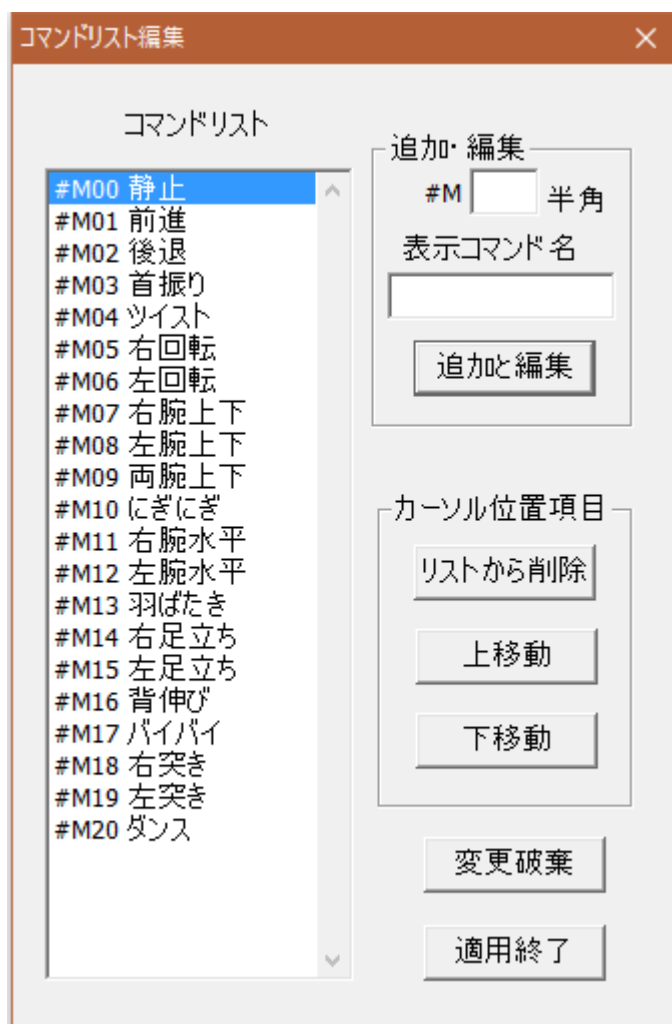 コマンドリスト編集
コマンドリスト
#M00 静止
#M01 前進
#M02 後退
#M03 首振り
#M04 ツイスト
#M05 右回転
#M06 左回転
#M07 右腕上下
#M08 左腕上下
#M09 両腕上下
#M10 にぎにぎ
#M11 右腕水平
#M12 左腕水平
#M13 羽ばたき
#M14 右足立ち
#M15 左足立ち
#M16 背伸び
#M17 バイバイ
#M18 右突き
#M19 左突き
#M20 ダンス
追加・編集
#M 半角
表示コマンド名
追加と編集
カーソル位置項目
リストから削除
上移動
下移動
変更破棄
適用終了